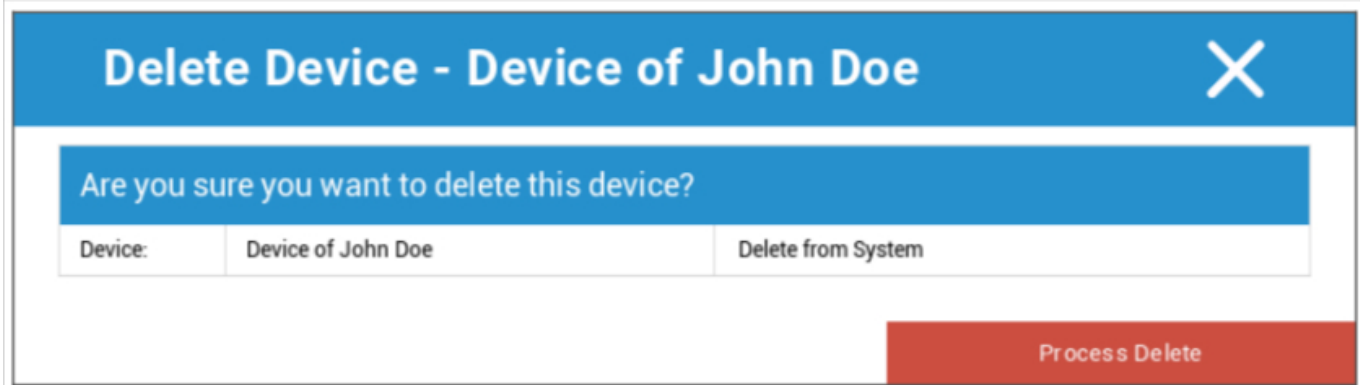 Delete Device - Device of John Doe
Are you sure you want to delete this device?
Device: Device of John Doe Delete from System
Process Delete